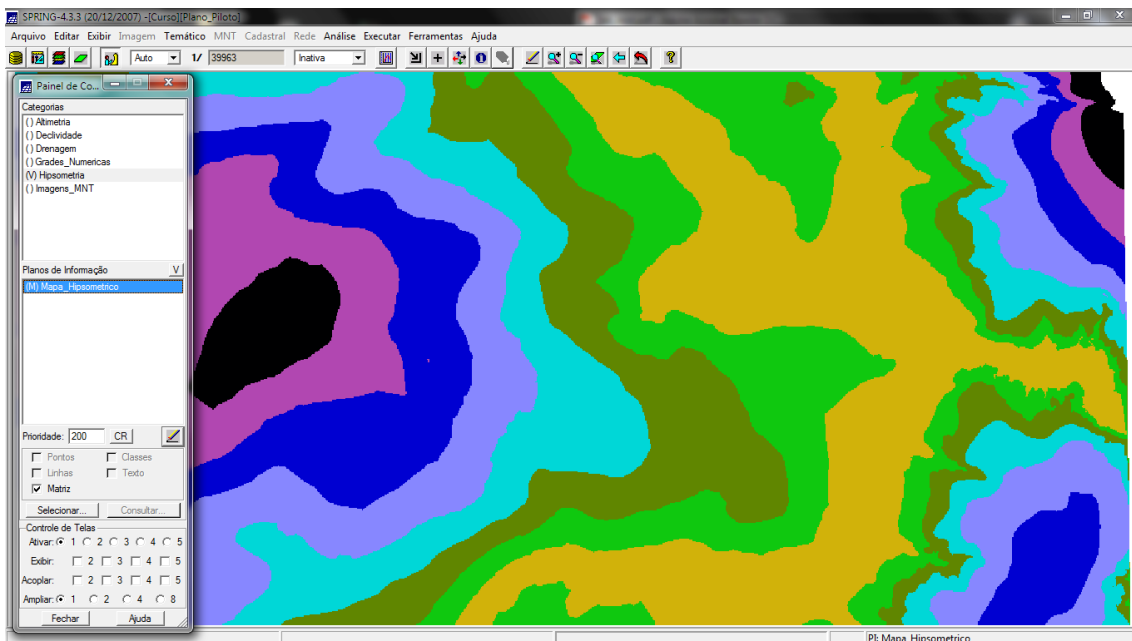 SPRING-4.3.3 (20/12/2007) -[Curso][Plano_Piloto]
Arquivo Editar Exibir Imagem Temático MNT Cadastral Rede Análise Executar Ferramentas Ajuda
Auto 1/ 39963 Inativa
Painel de Co...
Categorias
() Altimetria
() Declividade
() Drenagem
() Grades_Numericas
(V) Hipsometria
() Imagens_MNT
Planos de Informação V
(M) Mapa_Hipsometrico
Prioridade: 200 CR
Pontos Classes
Linhas Texto
Matriz
Selecionar... Consultar...
Controle de Telas
Ativar: 1 2 3 4 5
Exibir: 2 3 4 5
Acoplar: 2 3 4 5
Ampliar: 1 2 4 8
Fechar Ajuda
PI: Mapa_Hipsometrico